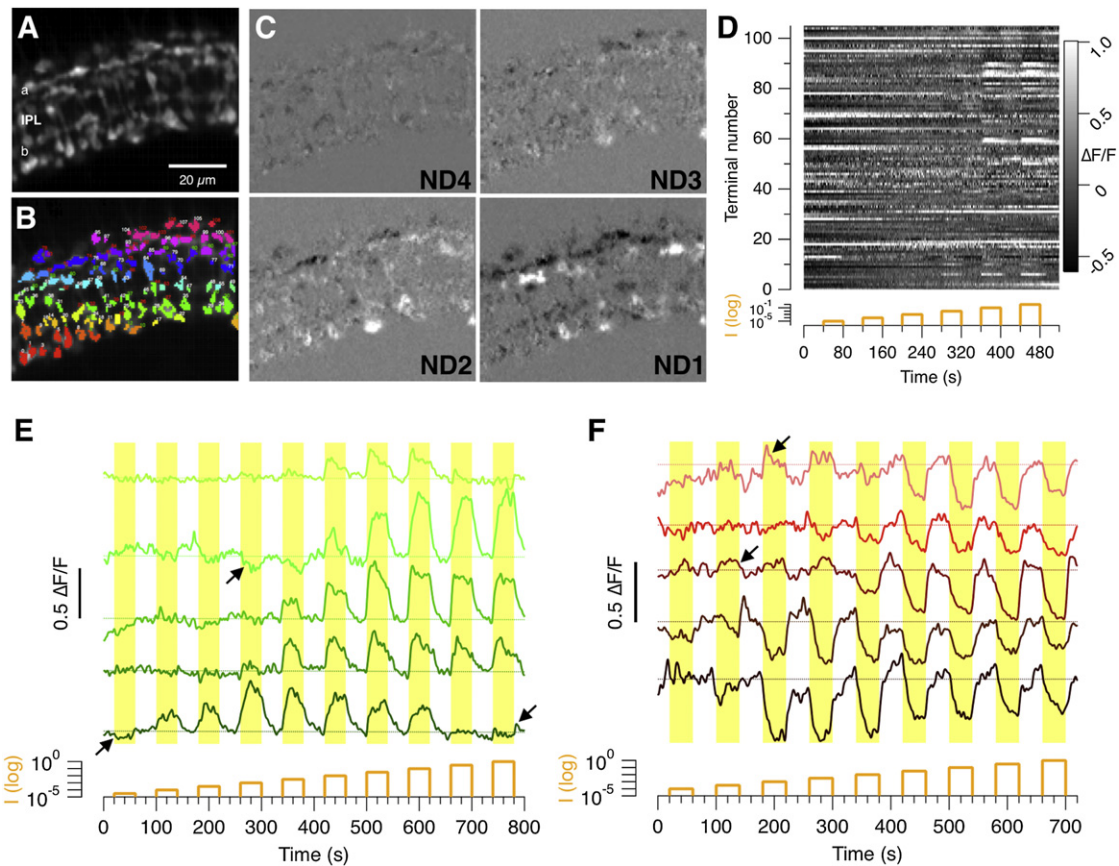 A
a
IPL
b
20 µm
B
C
ND4
ND3
ND2
ND1
D
Terminal number
100
80
60
40
20
0
1.0
0.5
0
-0.5
ΔF/F
I (log)
10⁻¹
10⁻⁵
0 80 160 240 320 400 480
Time (s)
E
0.5 ΔF/F
I (log)
10⁰
10⁻⁵
0 100 200 300 400 500 600 700 800
Time (s)
F
0.5 ΔF/F
I (log)
10⁰
10⁻⁵
0 100 200 300 400 500 600 700
Time (s)